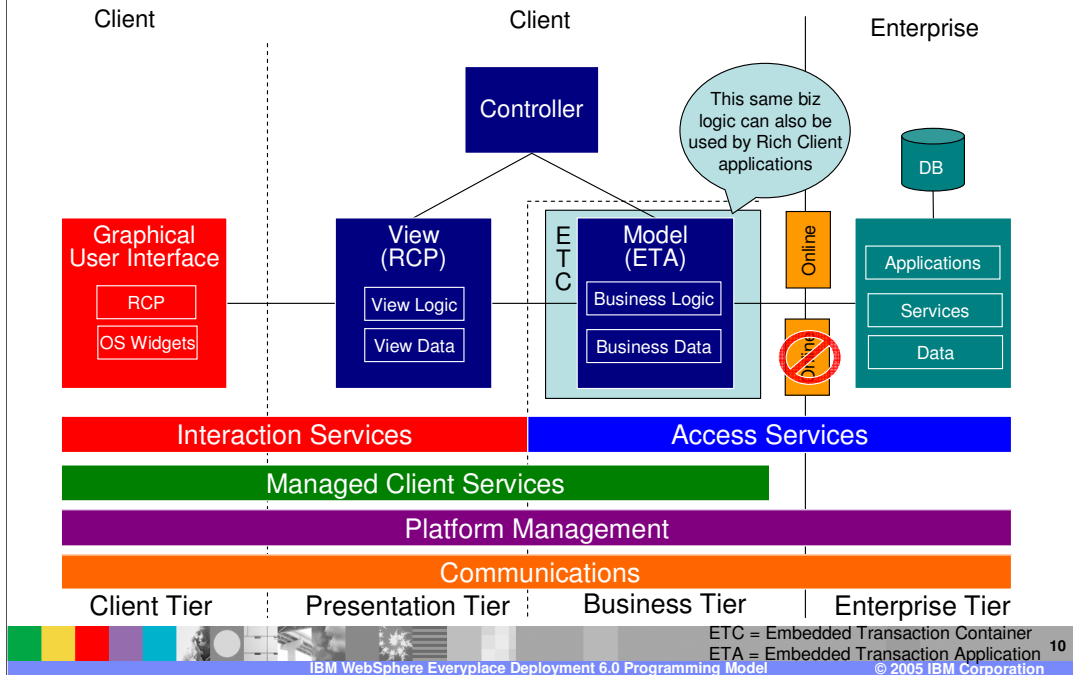 Client
Client
Enterprise
Controller
This same biz
logic can also be
used by Rich Client
applications
DB
Graphical
User Interface
RCP
OS Widgets
View
(RCP)
View Logic
View Data
E
T
C
Model
(ETA)
Business Logic
Business Data
Online
Online
Applications
Services
Data
Interaction Services
Access Services
Managed Client Services
Platform Management
Communications
Client Tier
Presentation Tier
Business Tier
Enterprise Tier
ETC = Embedded Transaction Container
ETA = Embedded Transaction Application
10
IBM WebSphere Everyplace Deployment 6.0 Programming Model
© 2005 IBM Corporation